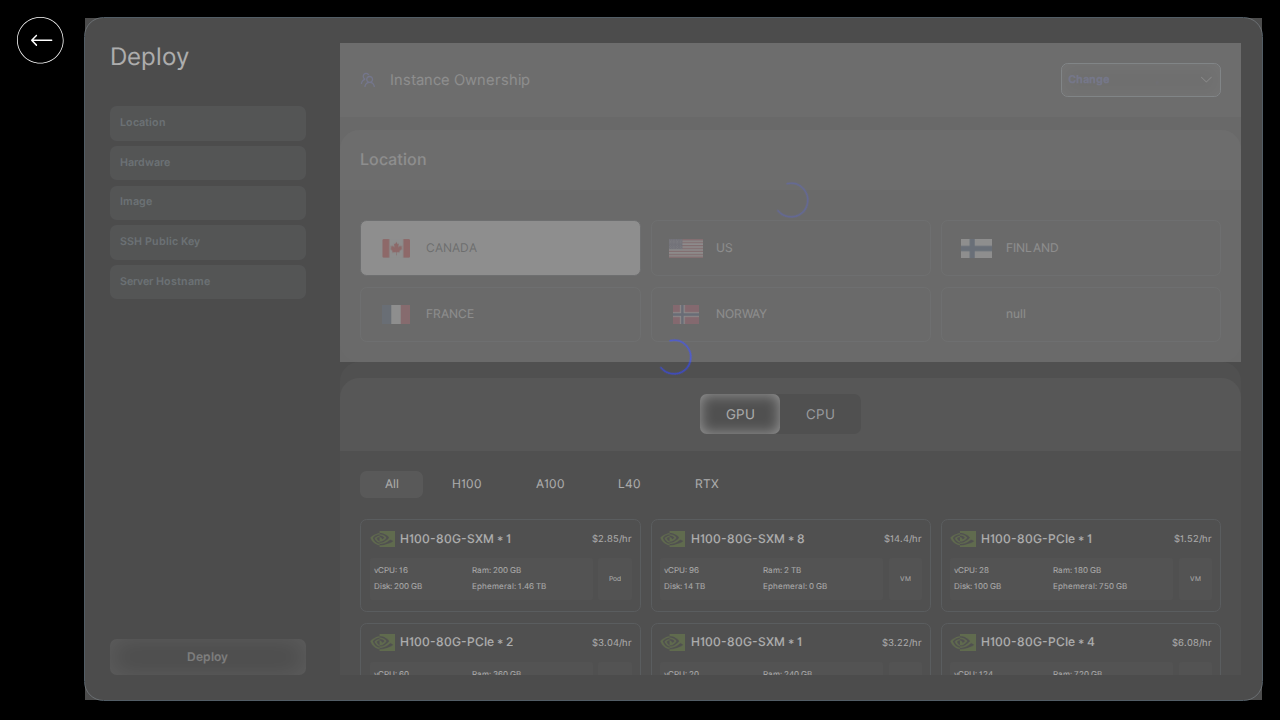 Deploy
Location
Hardware
Image
SSH Public Key
Server Hostname
Deploy
Instance Ownership
Change
Location
CANADA
US
FINLAND
FRANCE
NORWAY
null
GPU
CPU
All
H100
A100
L40
RTX
H100-80G-SXM * 1
$2.85/hr
vCPU: 16
Ram: 200 GB
Disk: 200 GB
Ephemeral: 1.46 TB
Pod
H100-80G-SXM * 8
$14.4/hr
vCPU: 96
Ram: 2 TB
Disk: 14 TB
Ephemeral: 0 GB
VM
H100-80G-PCIe * 1
$1.52/hr
vCPU: 28
Ram: 180 GB
Disk: 100 GB
Ephemeral: 750 GB
VM
H100-80G-PCIe * 2
$3.04/hr
vCPU: 60
Ram: 360 GB
H100-80G-SXM * 1
$3.22/hr
vCPU: 20
Ram: 240 GB
H100-80G-PCIe * 4
$6.08/hr
vCPU: 124
Ram: 720 GB